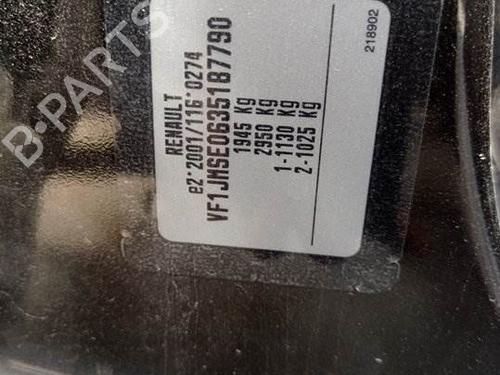 RENAULT
e2*2001/116*0274
VF1JMSE0635187790
1945 Kg
2950 Kg
1-1130 Kg
2-1025 Kg
218902
B-PARTS